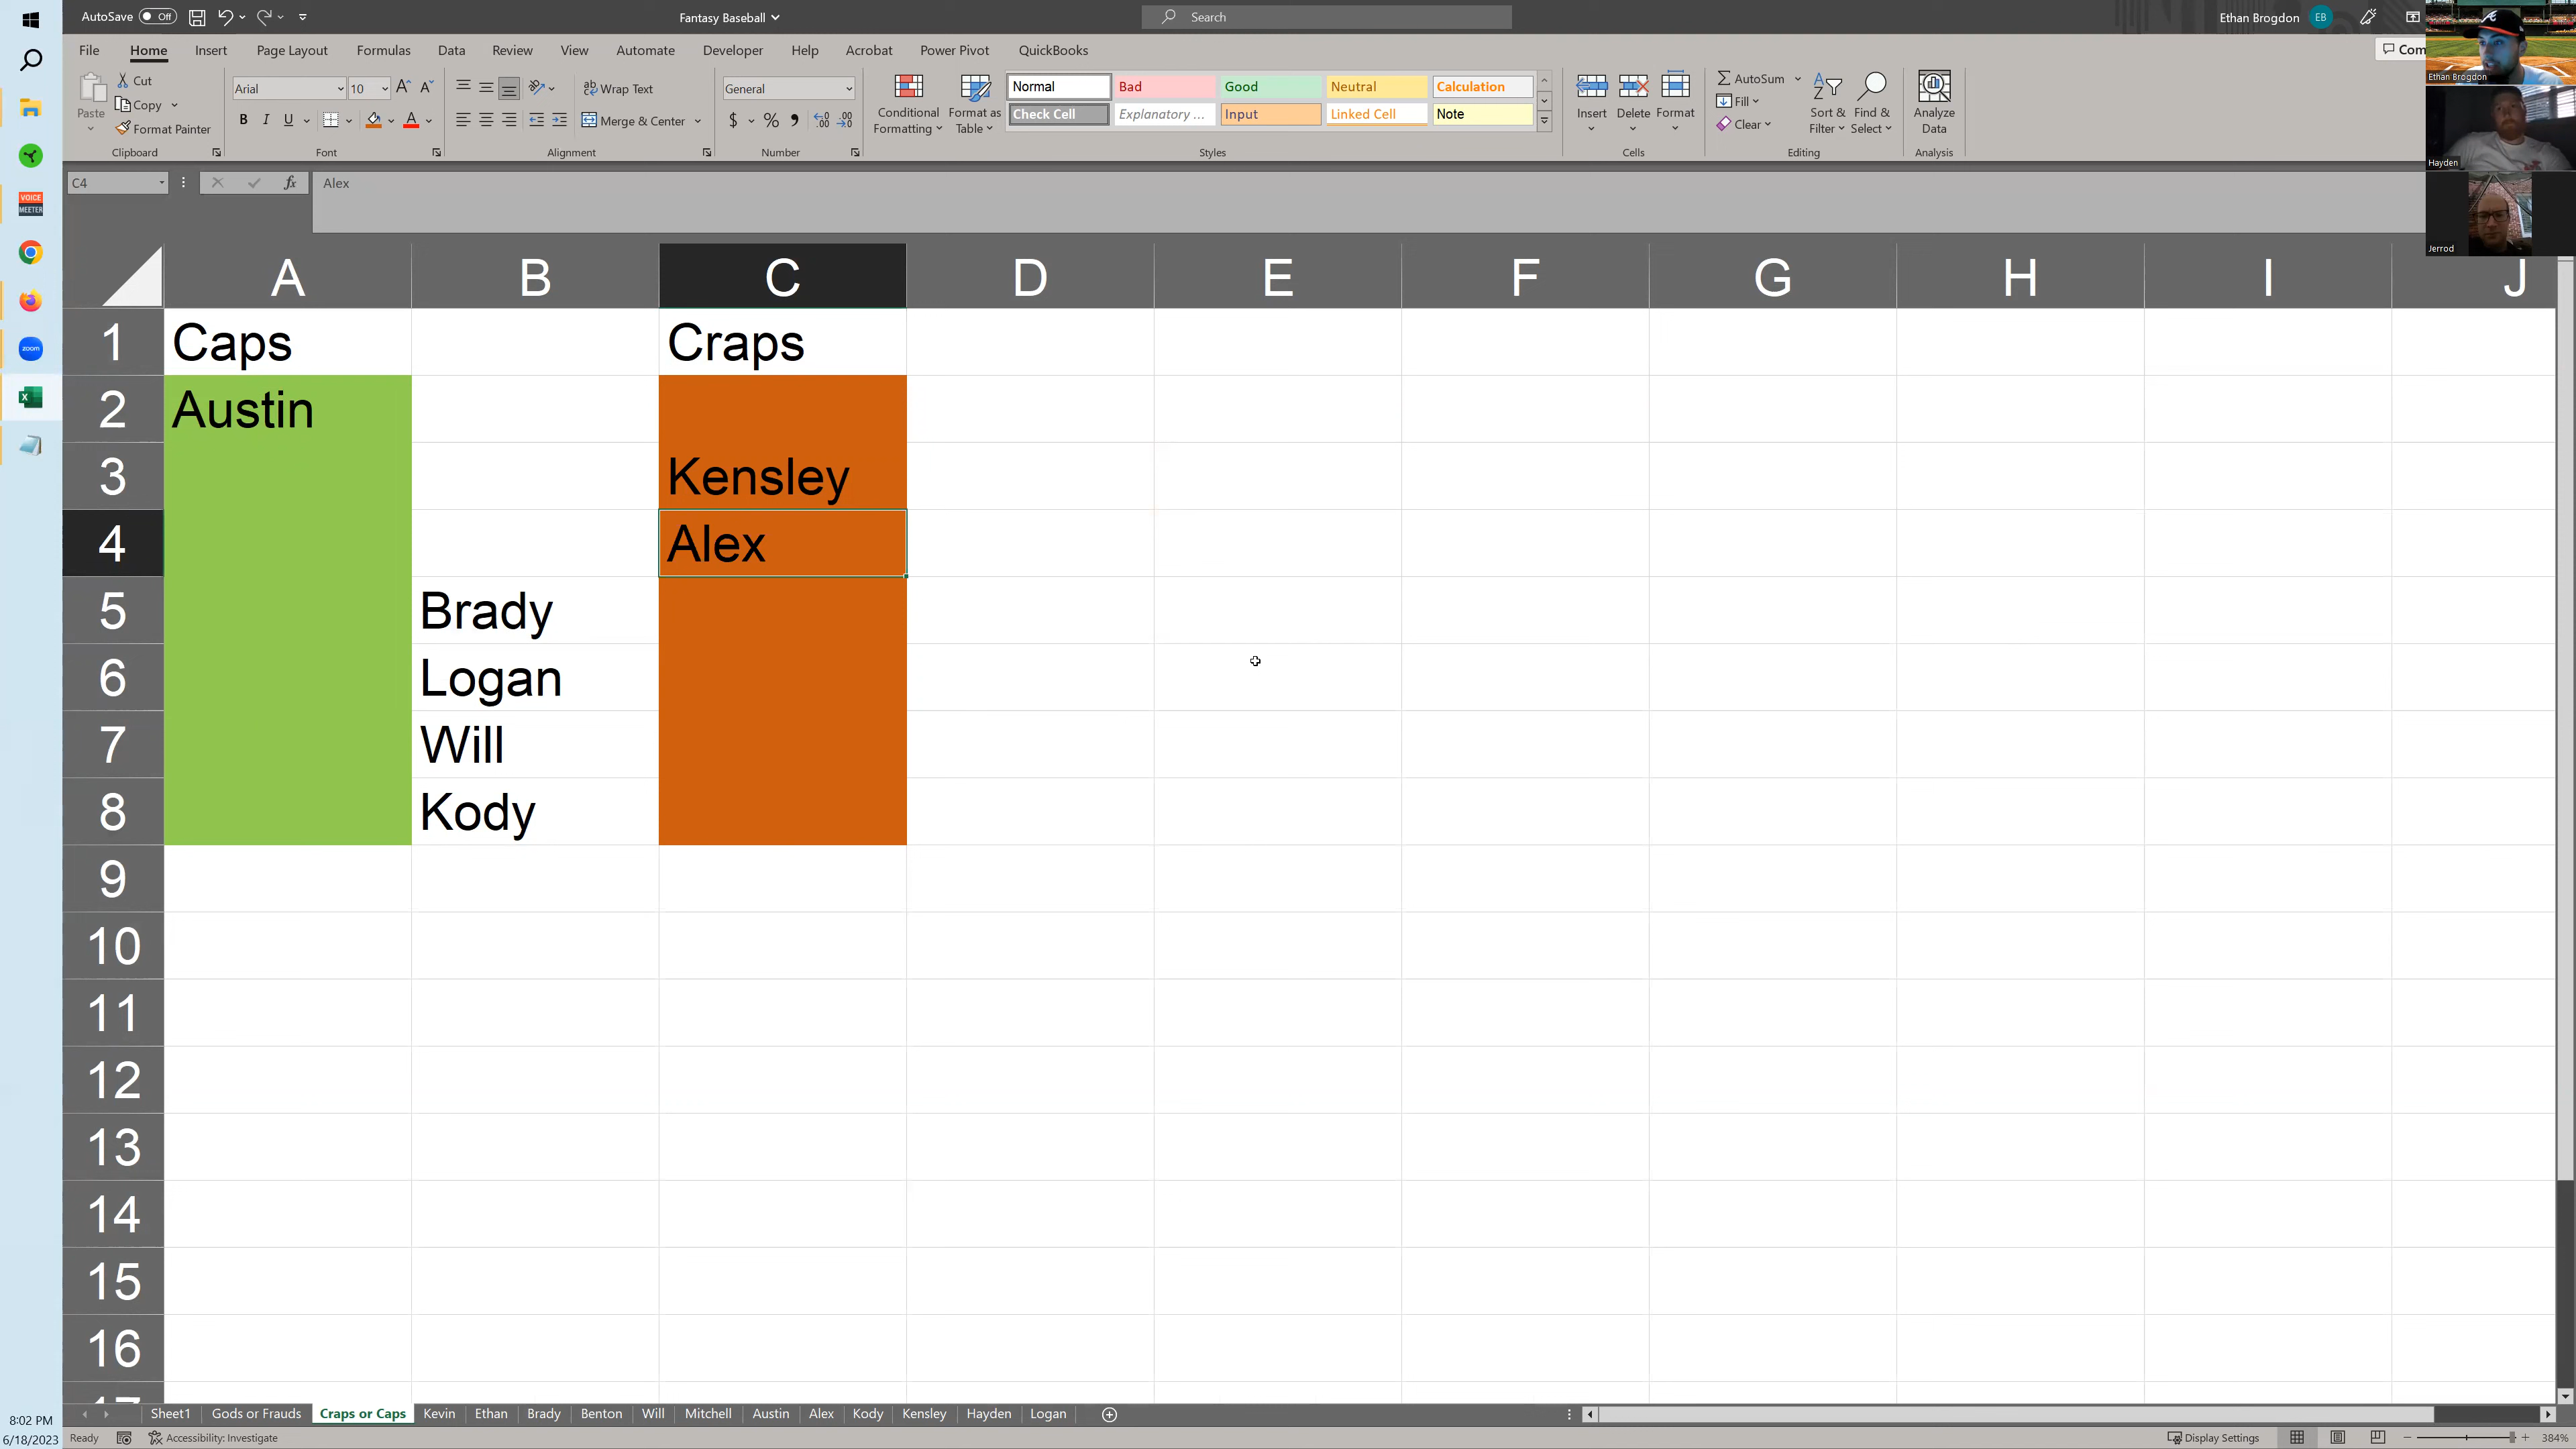 AutoSave Off Fantasy Baseball Search Ethan Brogdon EB
File Home Insert Page Layout Formulas Data Review View Automate Developer Help Acrobat Power Pivot QuickBooks Com
Ethan Brogdon
Hayden
Jerrod
Paste Cut Copy Format Painter Clipboard
Arial 10 B I U A Font
Wrap Text Merge & Center Alignment
General $ % Number
Conditional Formatting Format as Table
Normal Bad Good Neutral Calculation
Check Cell Explanatory ... Input Linked Cell Note
Styles
Insert Delete Format Cells
AutoSum Fill Clear Sort & Filter Find & Select Editing
Analyze Data Analysis
VOICE MEETER
zoom
C4 fx Alex
A B C D E F G H I J
1 Caps Craps
2 Austin
3 Kensley
4 Alex
5 Brady
6 Logan
7 Will
8 Kody
9
10
11
12
13
14
15
16
17
Sheet1 Gods or Frauds Craps or Caps Kevin Ethan Brady Benton Will Mitchell Austin Alex Kody Kensley Hayden Logan
8:02 PM
6/18/2023
Ready Accessibility: Investigate Display Settings 384%